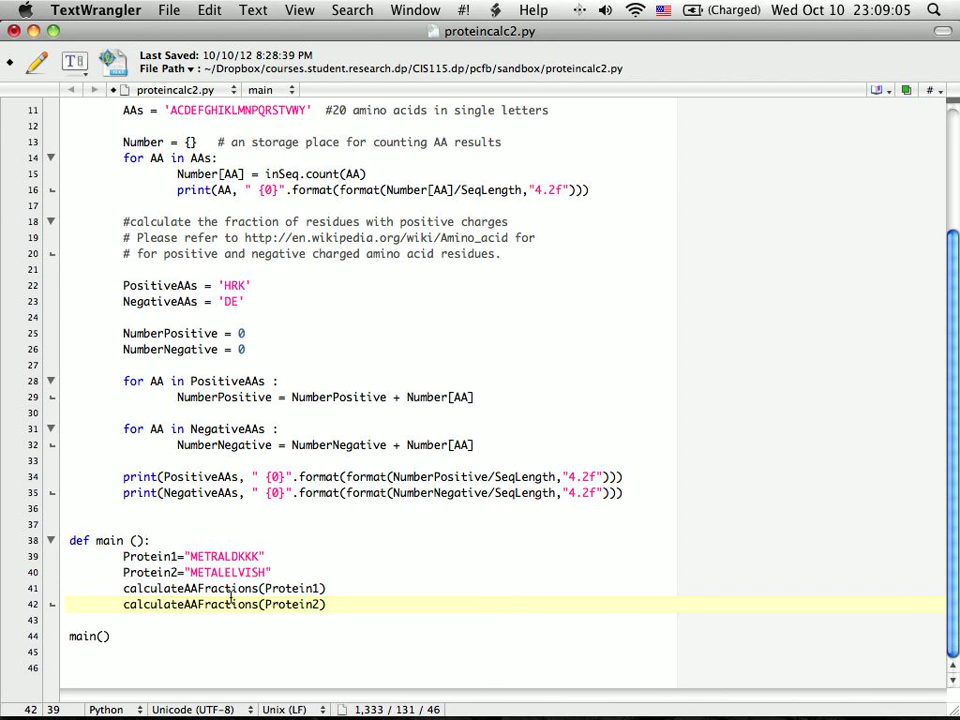 TextWrangler File Edit Text View Search Window #! Help (Charged) Wed Oct 10 23:09:05
proteincalc2.py
Last Saved: 10/10/12 8:28:39 PM
File Path : ~/Dropbox/courses.student.research.dp/CIS115.dp/pcfb/sandbox/proteincalc2.py
proteincalc2.py main #
11 AAs = 'ACDEFGHIKLMNPQRSTVWY' #20 amino acids in single letters
12
13 Number = {} # an storage place for counting AA results
14 for AA in AAs:
15 Number[AA] = inSeq.count(AA)
16 print(AA, " {0}".format(format(Number[AA]/SeqLength,"4.2f")))
17
18 #calculate the fraction of residues with positive charges
19 # Please refer to http://en.wikipedia.org/wiki/Amino_acid for
20 # for positive and negative charged amino acid residues.
21
22 PositiveAAs = 'HRK'
23 NegativeAAs = 'DE'
24
25 NumberPositive = 0
26 NumberNegative = 0
27
28 for AA in PositiveAAs :
29 NumberPositive = NumberPositive + Number[AA]
30
31 for AA in NegativeAAs :
32 NumberNegative = NumberNegative + Number[AA]
33
34 print(PositiveAAs, " {0}".format(format(NumberPositive/SeqLength,"4.2f")))
35 print(NegativeAAs, " {0}".format(format(NumberNegative/SeqLength,"4.2f")))
36
37
38 def main ():
39 Protein1="METRALDKKK"
40 Protein2="METALELVISH"
41 calculateAAFractions(Protein1)
42 calculateAAFractions(Protein2)
43
44 main()
45
46
42 39 Python Unicode (UTF-8) Unix (LF) 1,333 / 131 / 46